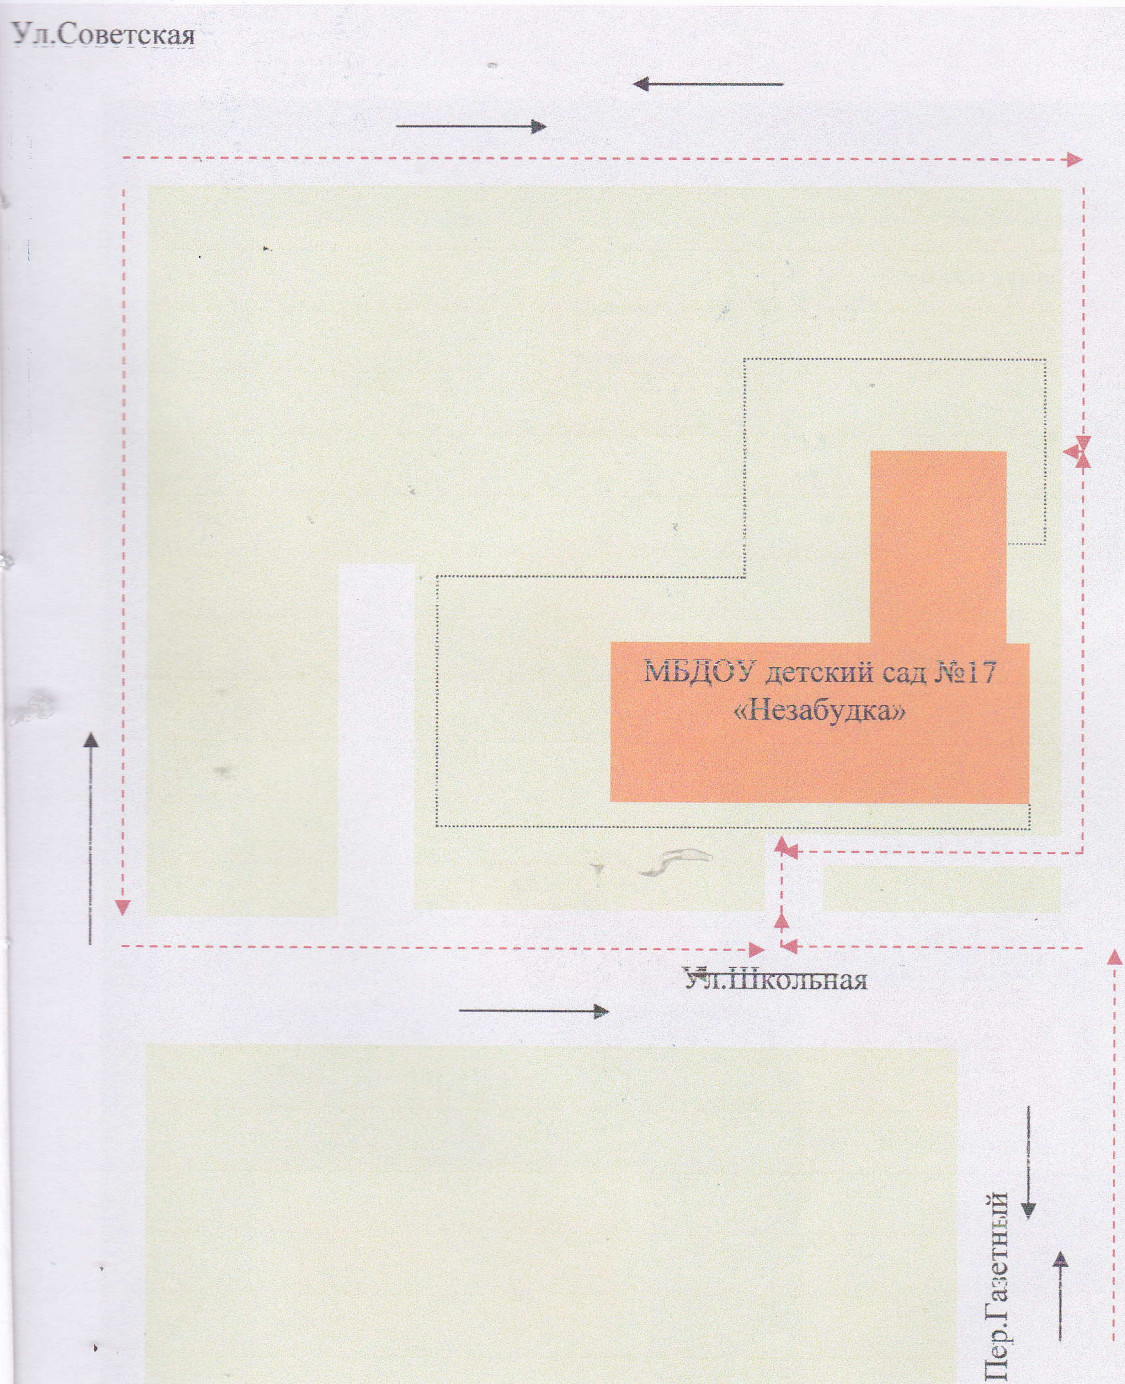 Ул.Советская
МБДОУ детский сад №17
«Незабудка»
Ул.Школьная
Пер.Газетный